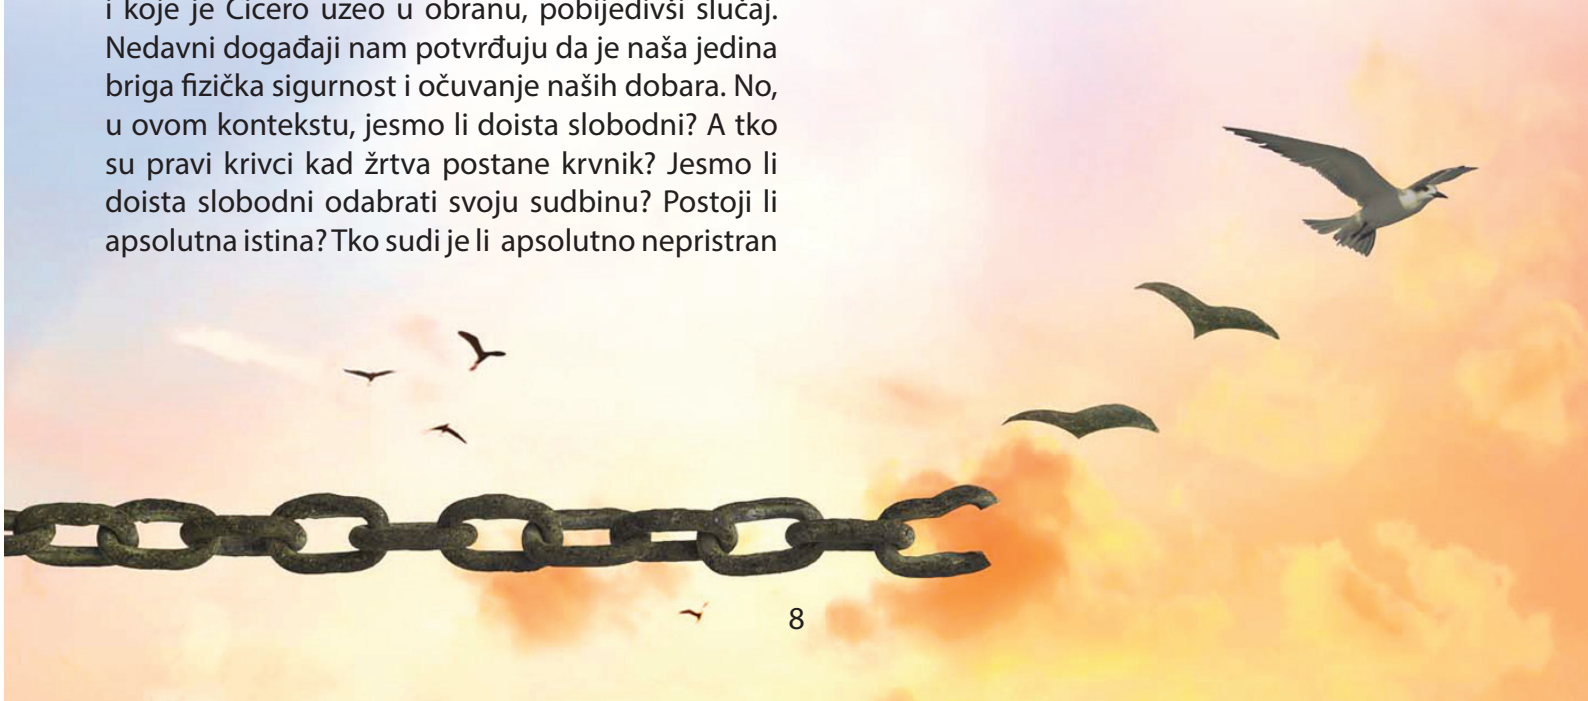 i koje je Cicero uzeo u obranu, pobijedivši slučaj.
Nedavni događaji nam potvrđuju da je naša jedina
briga fizička sigurnost i očuvanje naših dobara. No,
u ovom kontekstu, jesmo li doista slobodni? A tko
su pravi krivci kad žrtva postane krvnik? Jesmo li
doista slobodni odabrati svoju sudbinu? Postoji li
apsolutna istina? Tko sudi je li apsolutno nepristran
8